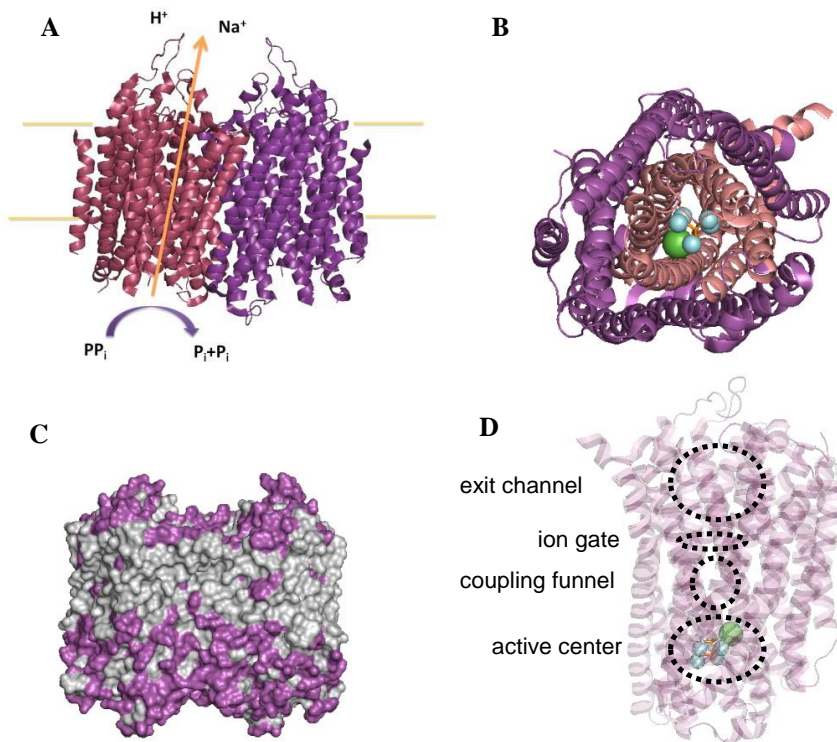 A
H⁺
Na⁺
PPᵢ
Pᵢ+Pᵢ
B
C
D
exit channel
ion gate
coupling funnel
active center